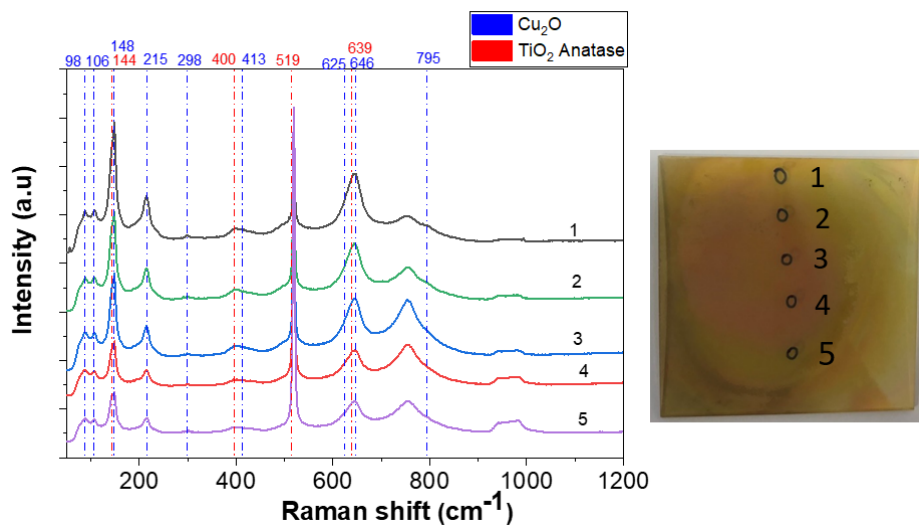 Cu₂O
TiO₂ Anatase
148 639
98 106 144 215 298 400 413 519 625 646 795
Intensity (a.u)
1
2
3
4
5
200 400 600 800 1000 1200
Raman shift (cm⁻¹)
1
2
3
4
5